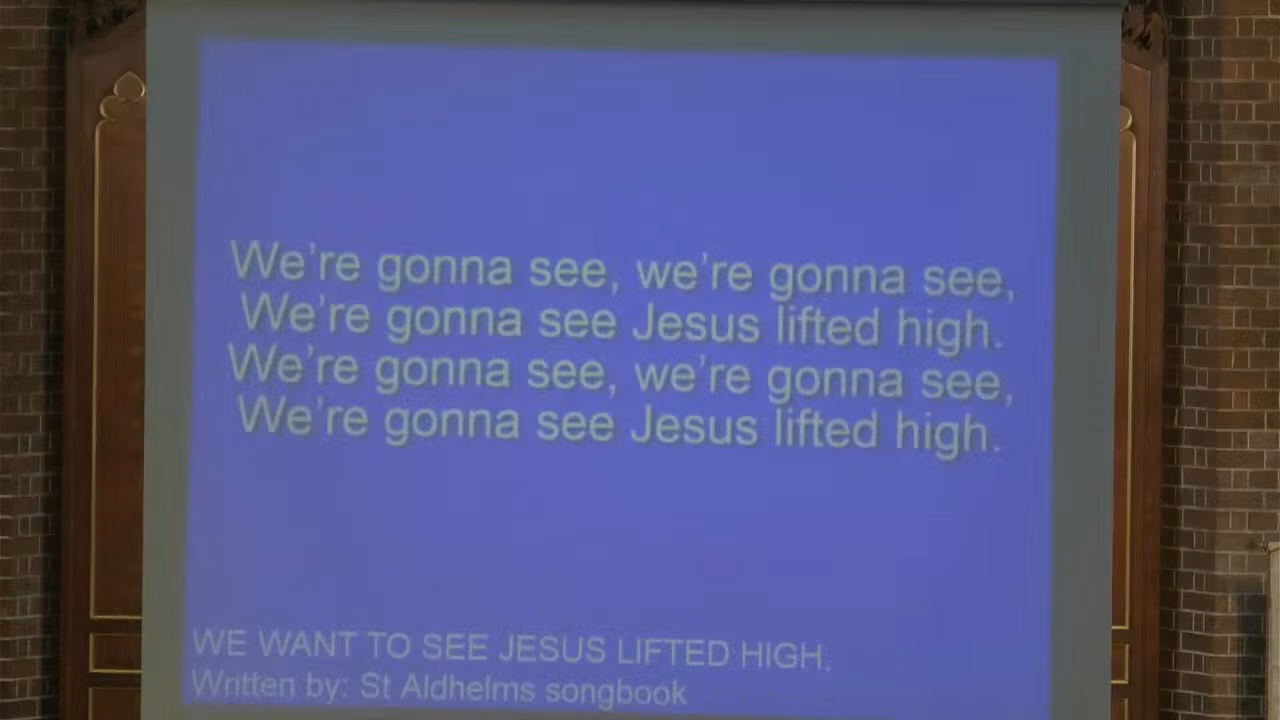 We're gonna see, we're gonna see,
We're gonna see Jesus lifted high.
We're gonna see, we're gonna see,
We're gonna see Jesus lifted high.
WE WANT TO SEE JESUS LIFTED HIGH,
Written by: St Aldhelms songbook